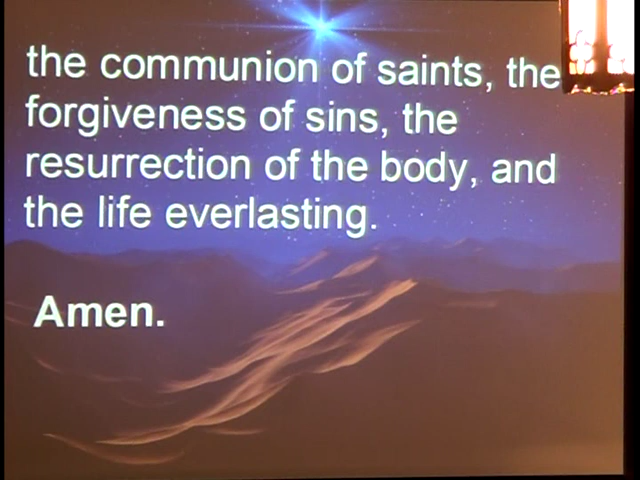 the communion of saints, the
forgiveness of sins, the
resurrection of the body, and
the life everlasting.
Amen.